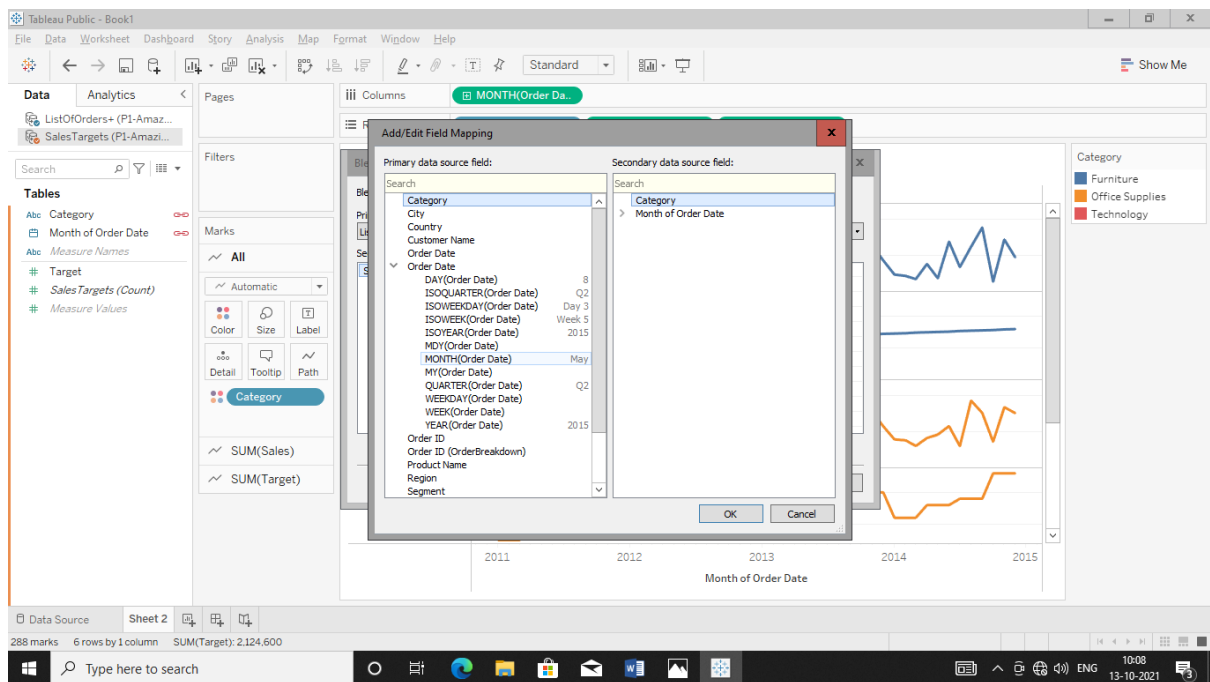 Tableau Public - Book1
File Data Worksheet Dashboard Story Analysis Map Format Window Help
Standard
Show Me
Data Analytics
Pages
Columns
MONTH(Order Da..
ListOfOrders+ (P1-Amaz...
SalesTargets (P1-Amazi...
Search
Filters
Tables
Abc Category
Month of Order Date
Abc Measure Names
# Target
# SalesTargets (Count)
# Measure Values
Marks
All
Automatic
Color Size Label
Detail Tooltip Path
Category
SUM(Sales)
SUM(Target)
Add/Edit Field Mapping
Primary data source field: Secondary data source field:
Search
Search
Category
City
Country
Customer Name
Order Date
Order Date
DAY(Order Date) 8
ISOQUARTER(Order Date) Q2
ISOWEEKDAY(Order Date) Day 3
ISOWEEK(Order Date) Week 5
ISOYEAR(Order Date) 2015
MDY(Order Date)
MONTH(Order Date) May
MY(Order Date)
QUARTER(Order Date) Q2
WEEKDAY(Order Date)
WEEK(Order Date)
YEAR(Order Date) 2015
Order ID
Order ID (OrderBreakdown)
Product Name
Region
Segment
Category
Month of Order Date
OK Cancel
Category
Furniture
Office Supplies
Technology
2011 2012 2013 2014 2015
Month of Order Date
Data Source Sheet 2
288 marks 6 rows by 1 column SUM(Target): 2,124,600
Type here to search
ENG
10:08
13-10-2021
3